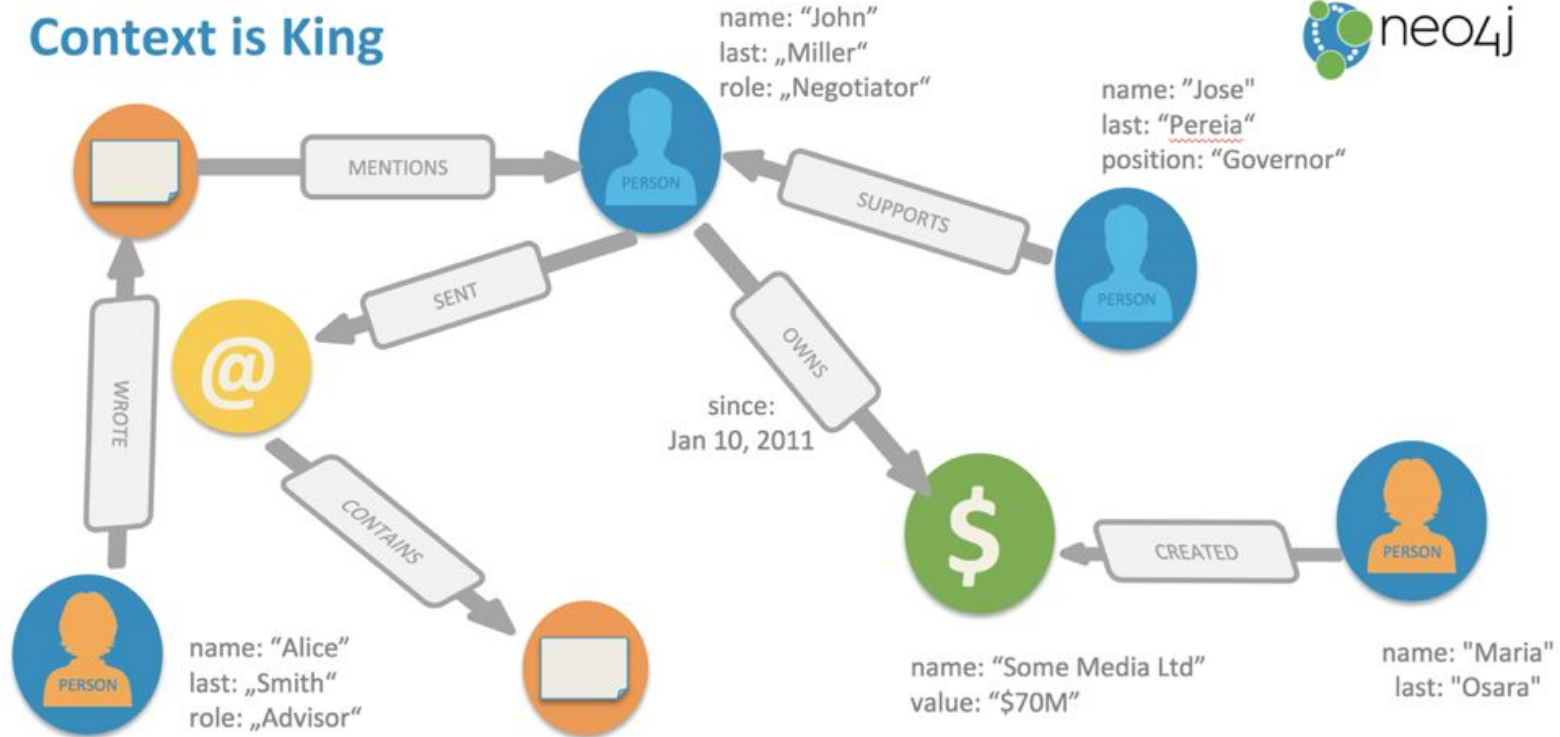 Context is King
name: “John”
last: „Miller“
role: „Negotiator“
neo4j
name: ”Jose"
last: “Pereia“
position: “Governor“
MENTIONS
PERSON
SUPPORTS
PERSON
SENT
@
OWNS
WROTE
since:
Jan 10, 2011
CONTAINS
$
CREATED
PERSON
PERSON
name: “Alice”
last: „Smith“
role: „Advisor“
name: “Some Media Ltd”
value: “$70M”
name: "Maria"
last: "Osara"